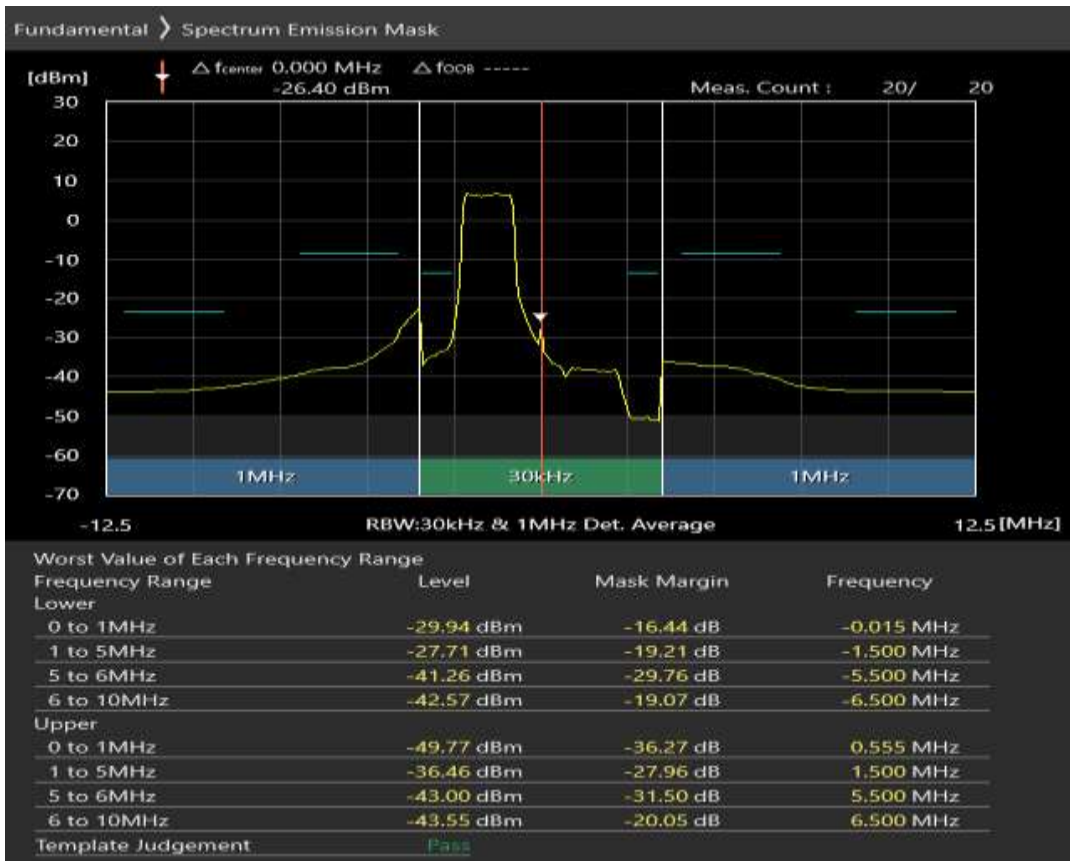 Fundamental ❯ Spectrum Emission Mask
[dBm] △ fcenter 0.000 MHz △ fOOB -----
-26.40 dBm Meas. Count : 20/ 20
30
20
10
0
-10
-20
-30
-40
-50
-60
-70
1MHz 30kHz 1MHz
-12.5 RBW:30kHz & 1MHz Det. Average 12.5 [MHz]
Worst Value of Each Frequency Range
Frequency Range Level Mask Margin Frequency
Lower
0 to 1MHz -29.94 dBm -16.44 dB -0.015 MHz
1 to 5MHz -27.71 dBm -19.21 dB -1.500 MHz
5 to 6MHz -41.26 dBm -29.76 dB -5.500 MHz
6 to 10MHz -42.57 dBm -19.07 dB -6.500 MHz
Upper
0 to 1MHz -49.77 dBm -36.27 dB 0.555 MHz
1 to 5MHz -36.46 dBm -27.96 dB 1.500 MHz
5 to 6MHz -43.00 dBm -31.50 dB 5.500 MHz
6 to 10MHz -43.55 dBm -20.05 dB 6.500 MHz
Template Judgement Pass